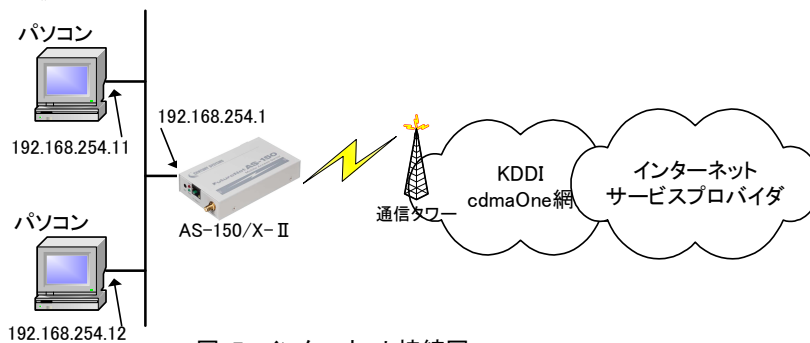 パソコン
192.168.254.11
192.168.254.1
AS-150
AS-150/X-Ⅱ
通信タワー
KDDI
cdmaOne網
インターネット
サービスプロバイダ
パソコン
192.168.254.12